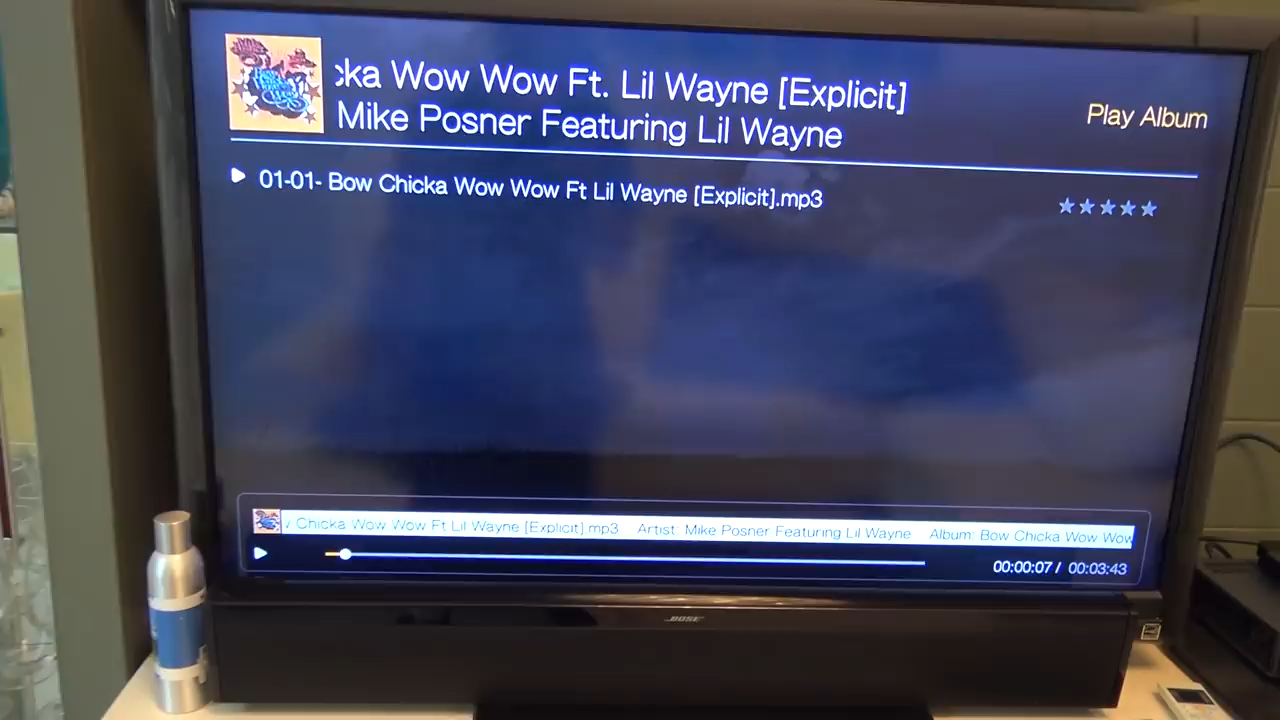 cka Wow Wow Ft. Lil Wayne [Explicit]
Mike Posner Featuring Lil Wayne
Play Album
01-01- Bow Chicka Wow Wow Ft Lil Wayne [Explicit].mp3
Chicka Wow Wow Ft Lil Wayne [Explicit].mp3 Artist: Mike Posner Featuring Lil Wayne Album: Bow Chicka Wow Wow
00:00:07 / 00:03:43
BOSE